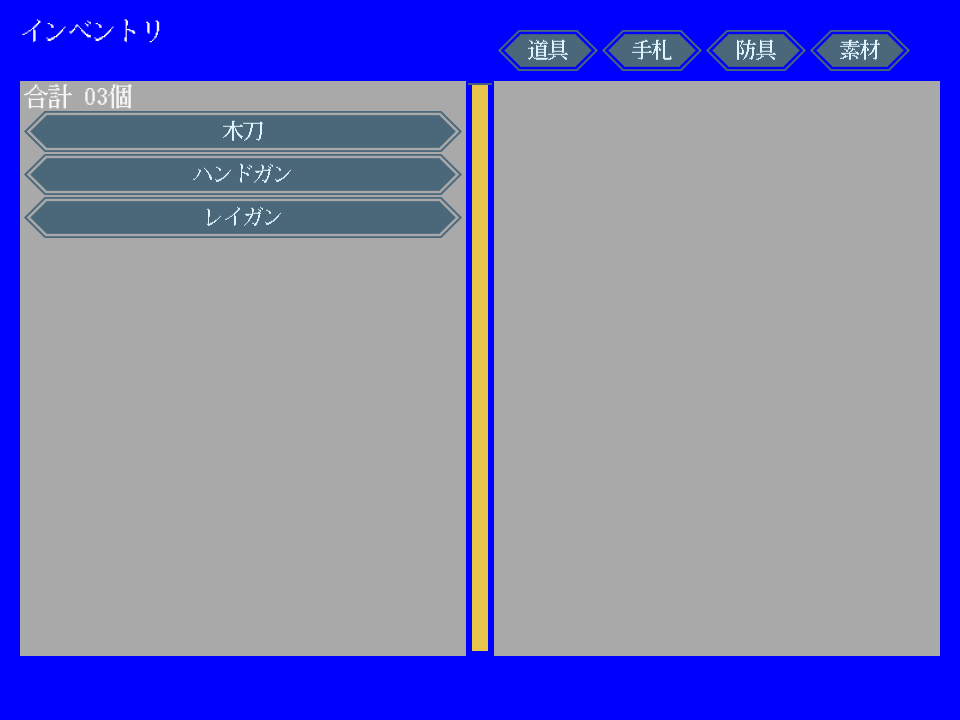 インベントリ
道具 手札 防具 素材
合計 03個
木刀
ハンドガン
レイガン